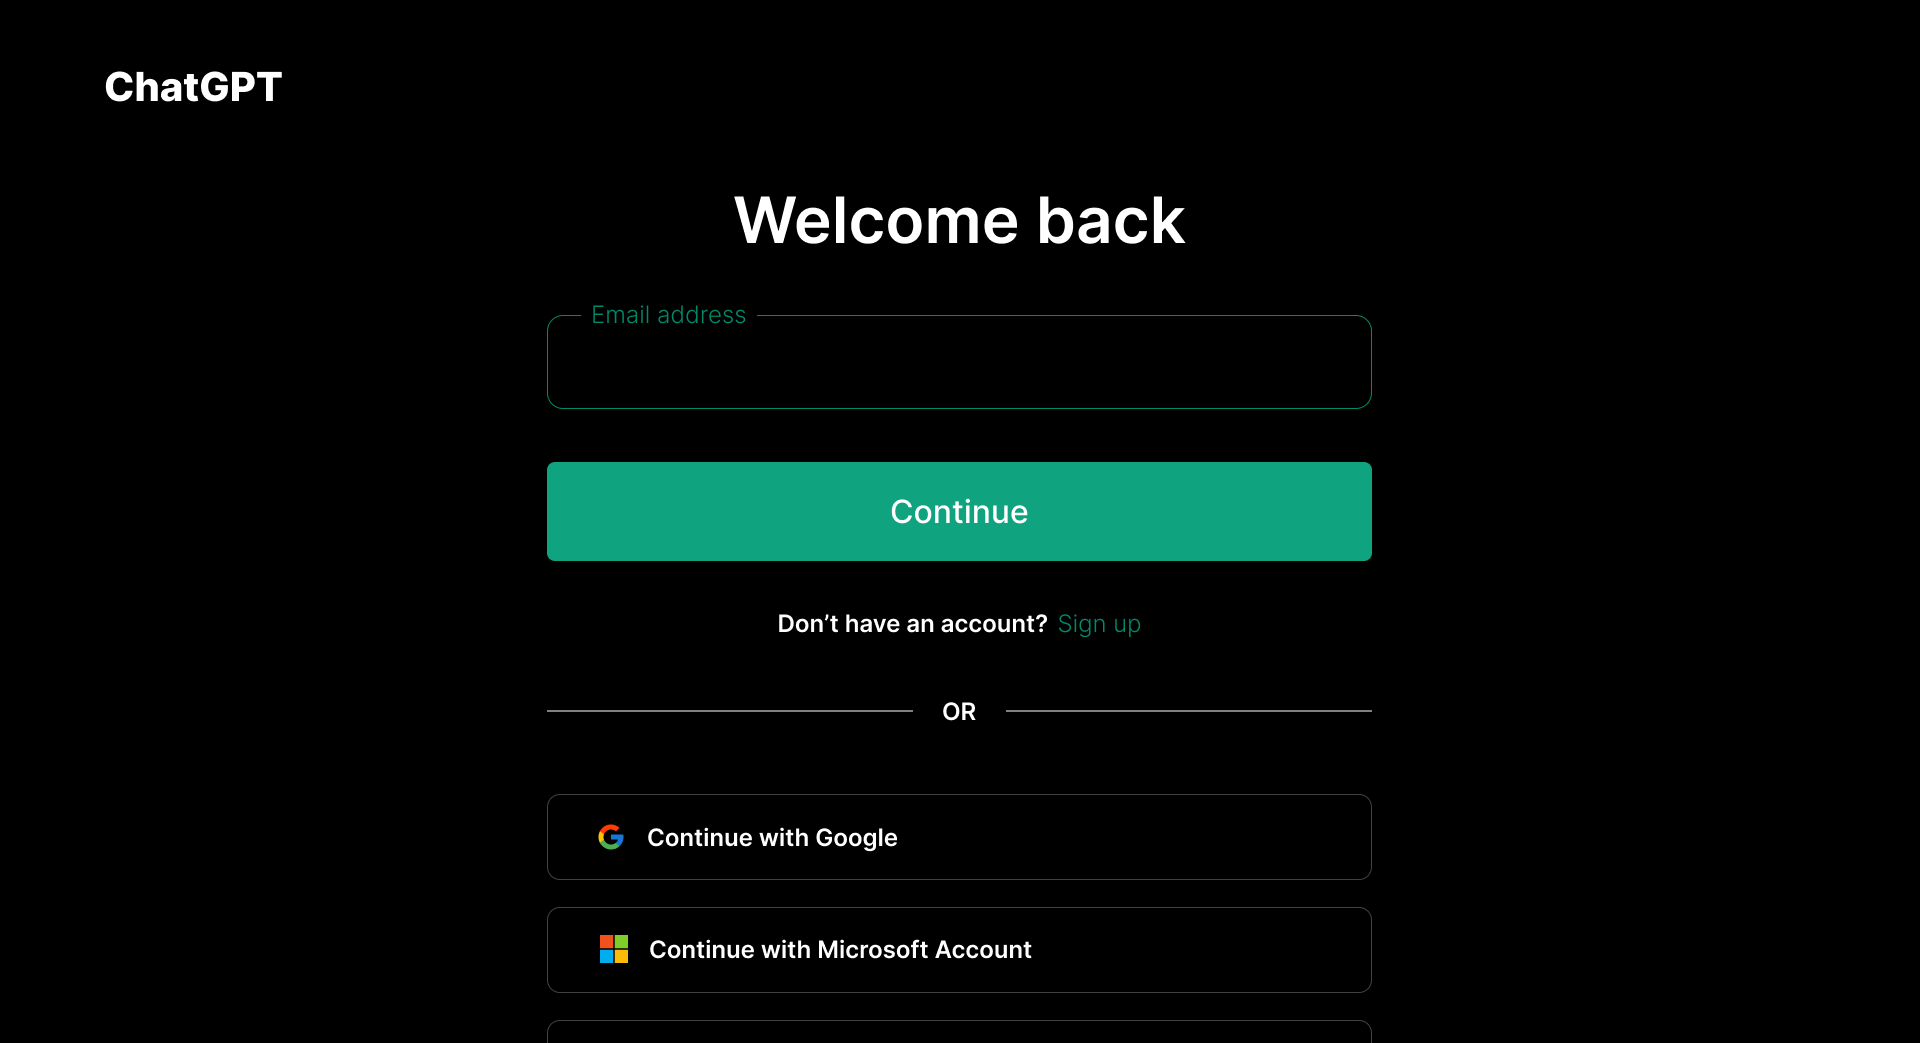 ChatGPT
Welcome back
Email address
Continue
Don’t have an account? Sign up
OR
Continue with Google
Continue with Microsoft Account